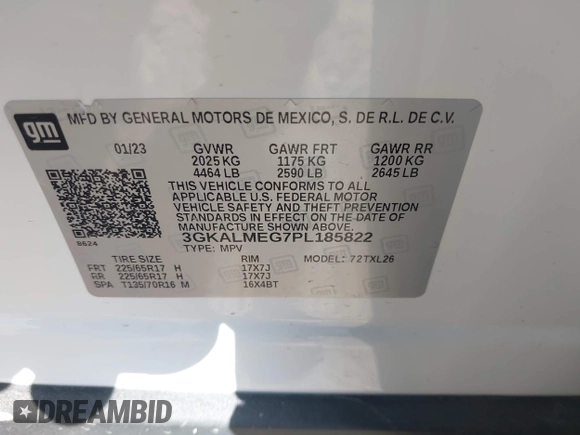 gm MFD BY GENERAL MOTORS DE MEXICO, S. DE R.L. DE C.V.
01/23 GVWR GAWR FRT GAWR RR
2025 KG 1175 KG 1200 KG
4464 LB 2590 LB 2645 LB
THIS VEHICLE CONFORMS TO ALL
APPLICABLE U.S. FEDERAL MOTOR
VEHICLE SAFETY AND THEFT PREVENTION
STANDARDS IN EFFECT ON THE DATE OF
MANUFACTURE SHOWN ABOVE.
8624 3GKALMEG7PL185822
TYPE: MPV MODEL: 72TXL26
TIRE SIZE RIM
FRT 225/65R17 H 17X7J
RR 225/65R17 H 17X7J
SPA T135/70R16 M 16X4BT
DREAMBID